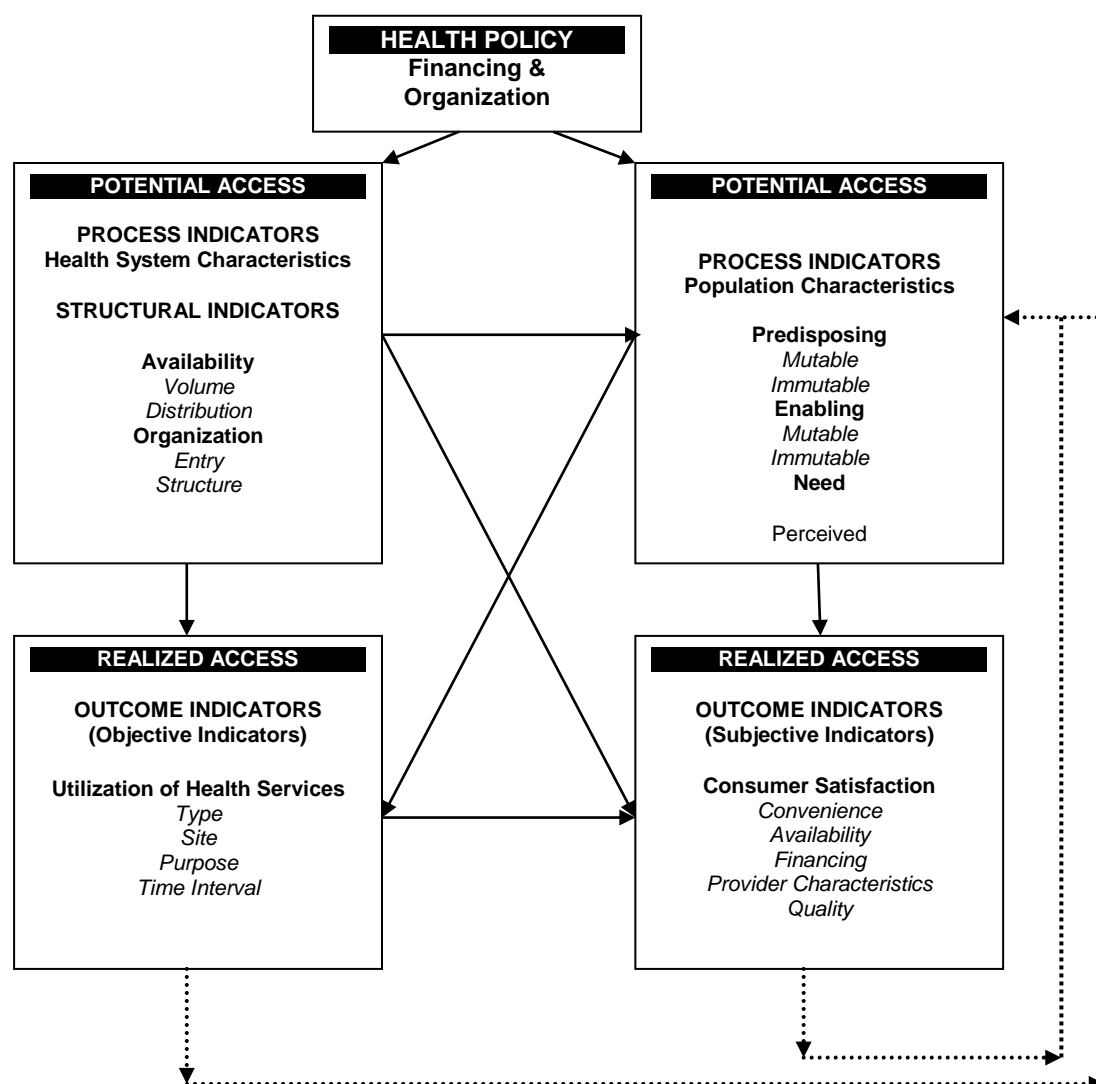 HEALTH POLICY
Financing &
Organization
POTENTIAL ACCESS
PROCESS INDICATORS
Health System Characteristics
STRUCTURAL INDICATORS
Availability
Volume
Distribution
Organization
Entry
Structure
POTENTIAL ACCESS
PROCESS INDICATORS
Population Characteristics
Predisposing
Mutable
Immutable
Enabling
Mutable
Immutable
Need
Perceived
REALIZED ACCESS
OUTCOME INDICATORS
(Objective Indicators)
Utilization of Health Services
Type
Site
Purpose
Time Interval
REALIZED ACCESS
OUTCOME INDICATORS
(Subjective Indicators)
Consumer Satisfaction
Convenience
Availability
Financing
Provider Characteristics
Quality